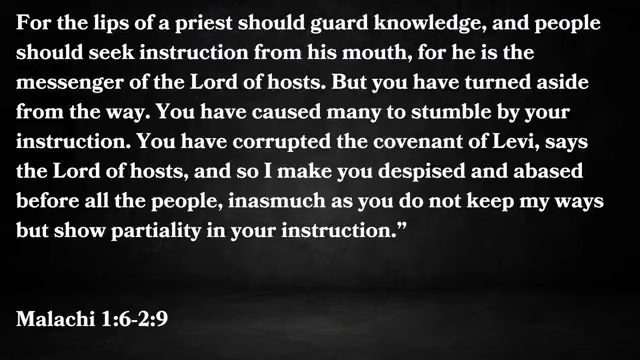 For the lips of a priest should guard knowledge, and people
should seek instruction from his mouth, for he is the
messenger of the Lord of hosts. But you have turned aside
from the way. You have caused many to stumble by your
instruction. You have corrupted the covenant of Levi, says
the Lord of hosts, and so I make you despised and abased
before all the people, inasmuch as you do not keep my ways
but show partiality in your instruction.”
Malachi 1:6-2:9